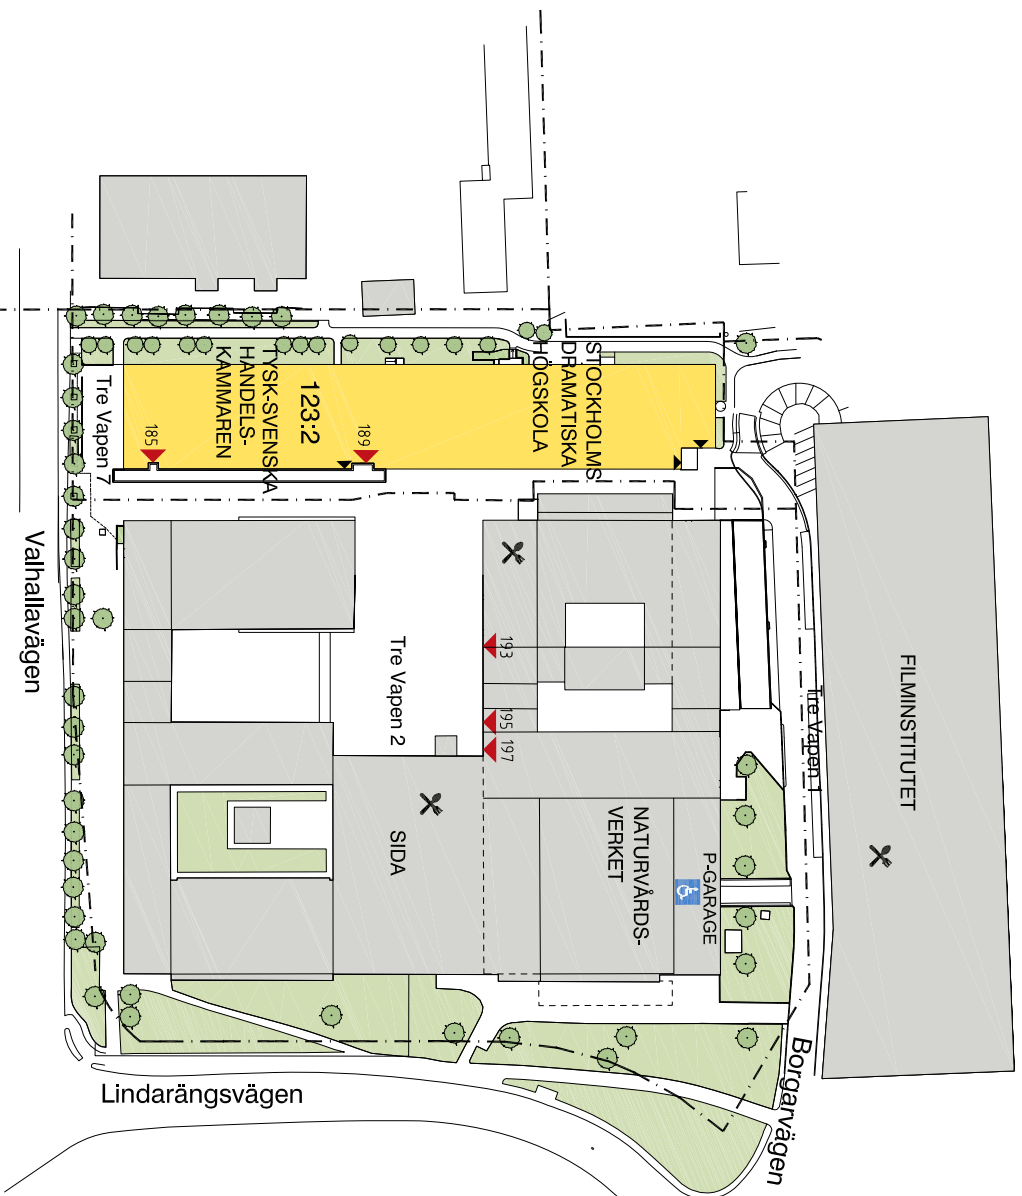 STOCKHOLMS
DRAMATISKA
HÖGSKOLA
123:2
TYSK-SVENSKA
HANDELS-
KAMMAREN
189
185
Tre Vapen 7
Valhallavägen
Tre Vapen 2
193
195
197
FILMINSTITUTET
Tre Vapen 1
SIDA
NATURVÅRDS-
VERKET
P-GARAGE
Lindarängsvägen
Borgarvägen